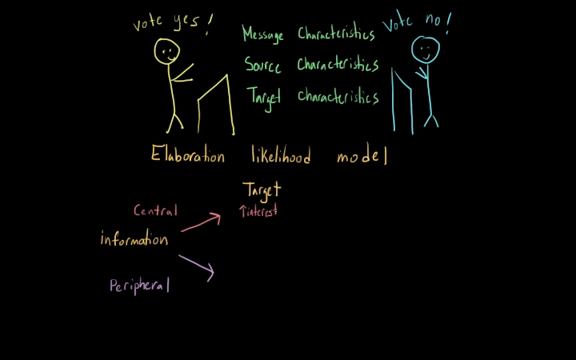 vote yes!
Vote no!
Message Characteristics
Source Characteristics
Target Characteristics
Elaboration likelihood model
Target
Central
↑interest
information
Peripheral